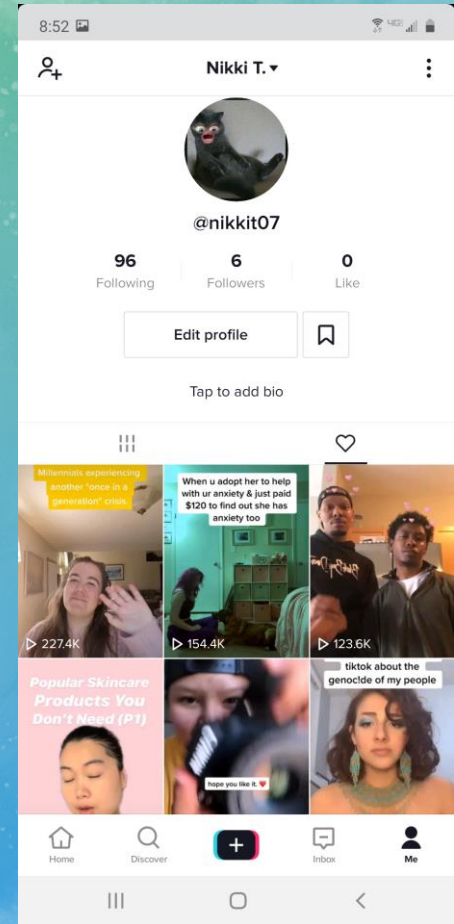 8:52
Nikki T.
@nikkit07
96 6 0
Following Followers Like
Edit profile
Tap to add bio
Millennials experiencing
another "once in a
generation" crisis.
227.4K
When u adopt her to help
with ur anxiety & just paid
$120 to find out she has
anxiety too
154.4K
123.6K
Popular Skincare
Products You
Don't Need (P1)
hope you like it. ❤
tiktok about the
genoc!de of my people
Home Discover Inbox Me